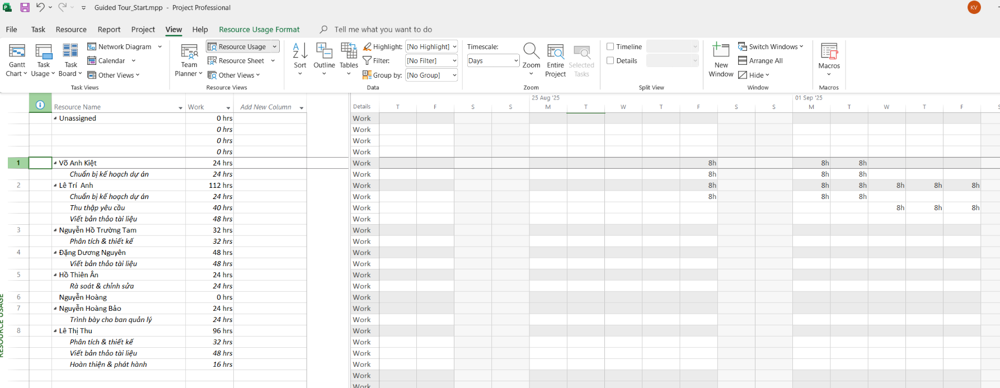 Guided Tour_Start.mpp - Project Professional
KV
File Task Resource Report Project View Help Resource Usage Format Tell me what you want to do
Gantt Chart
Task Usage
Task Board
Network Diagram
Calendar
Other Views
Task Views
Team Planner
Resource Usage
Resource Sheet
Other Views
Resource Views
Sort
Outline
Tables
Highlight: [No Highlight]
Filter: [No Filter]
Group by: [No Group]
Data
Timescale:
Days
Zoom
Entire Project
Selected Tasks
Zoom
Timeline
Details
Split View
New Window
Switch Windows
Arrange All
Hide
Window
Macros
Macros
Resource Name Work Add New Column Details
25 Aug '25 01 Sep '25
T F S S M T W T F S S M T W T F S
Unassigned 0 hrs Work
0 hrs Work
0 hrs Work
0 hrs Work
1 Võ Anh Kiệt 24 hrs Work 8h 8h 8h
Chuẩn bị kế hoạch dự án 24 hrs Work 8h 8h 8h
2 Lê Trí Anh 112 hrs Work 8h 8h 8h 8h 8h 8h
Chuẩn bị kế hoạch dự án 24 hrs Work 8h 8h 8h
Thu thập yêu cầu 40 hrs Work 8h 8h 8h
Viết bản thảo tài liệu 48 hrs Work
3 Nguyễn Hồ Trường Tam 32 hrs Work
Phân tích & thiết kế 32 hrs Work
4 Đặng Dương Nguyên 48 hrs Work
Viết bản thảo tài liệu 48 hrs Work
5 Hồ Thiên Ân 24 hrs Work
Rà soát & chỉnh sửa 24 hrs Work
6 Nguyễn Hoàng 0 hrs Work
7 Nguyễn Hoàng Bảo 24 hrs Work
Trình bày cho ban quản lý 24 hrs Work
8 Lê Thị Thu 96 hrs Work
Phân tích & thiết kế 32 hrs Work
Viết bản thảo tài liệu 48 hrs Work
Hoàn thiện & phát hành 16 hrs Work
Work
Work
RESOURCE USAGE